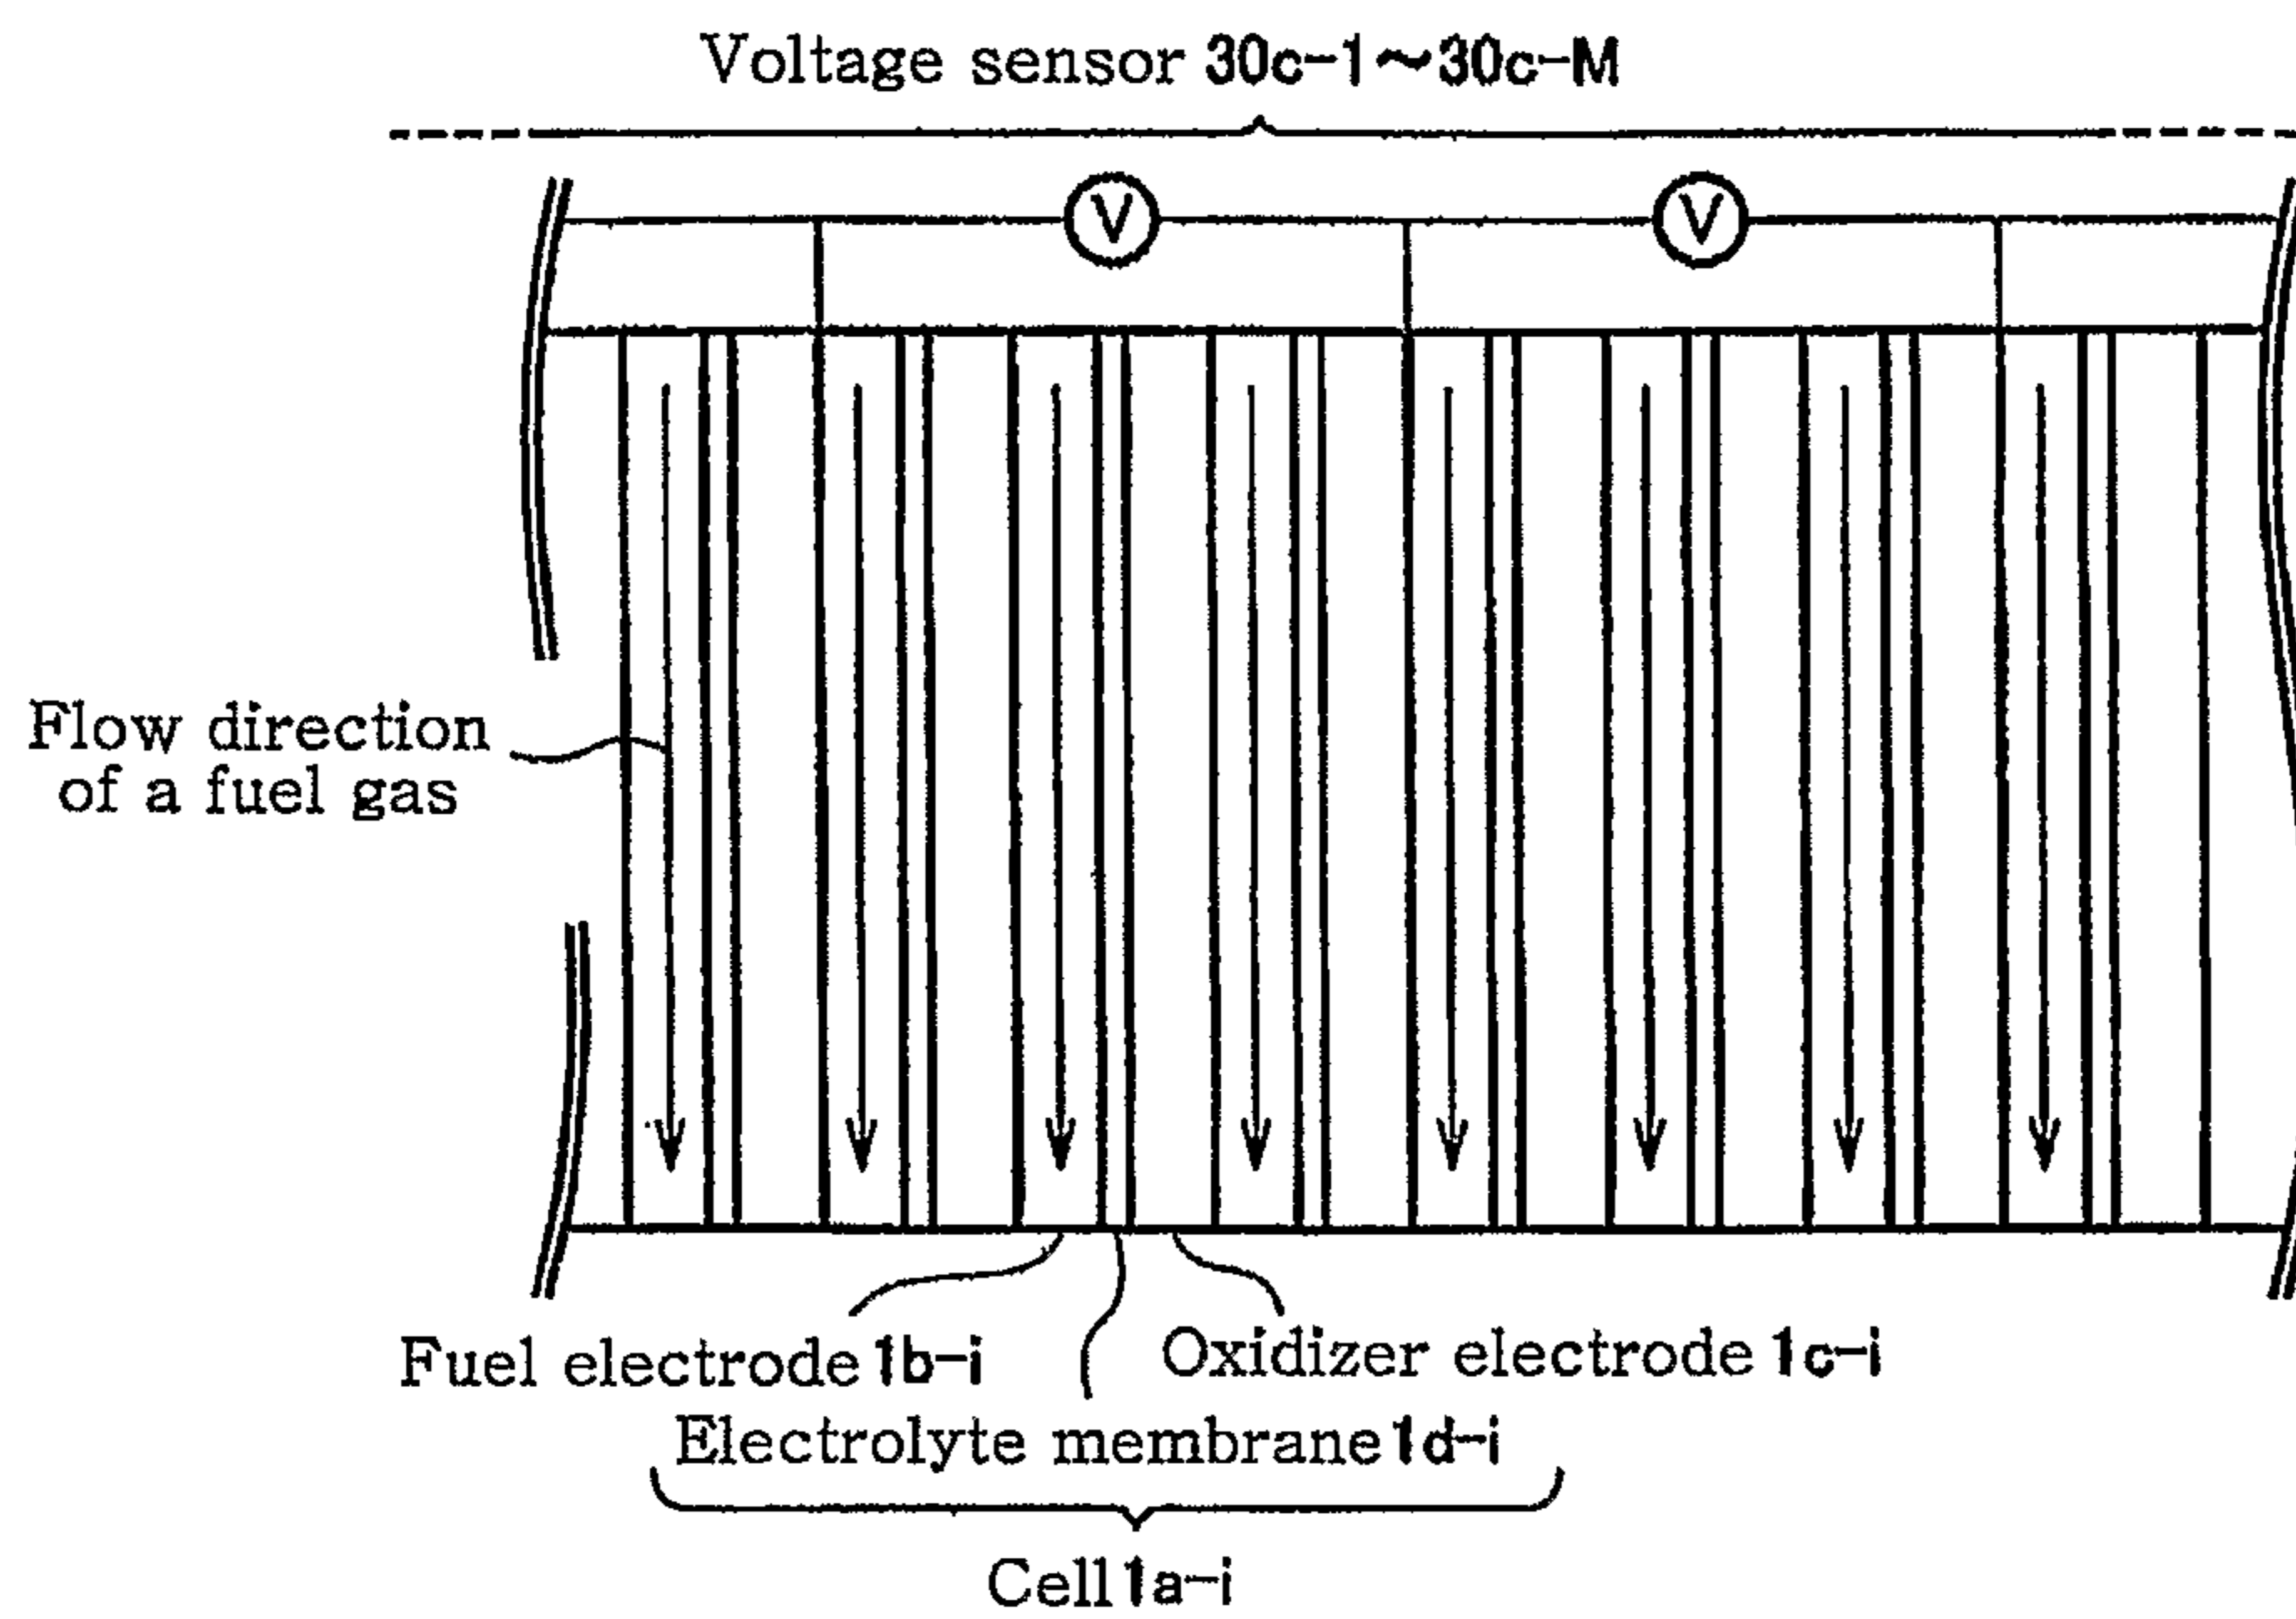 Voltage sensor 30c-1～30c-M
V V
Flow direction
of a fuel gas
Fuel electrode 1b-i
Oxidizer electrode 1c-i
Electrolyte membrane 1d-i
Cell 1a-i